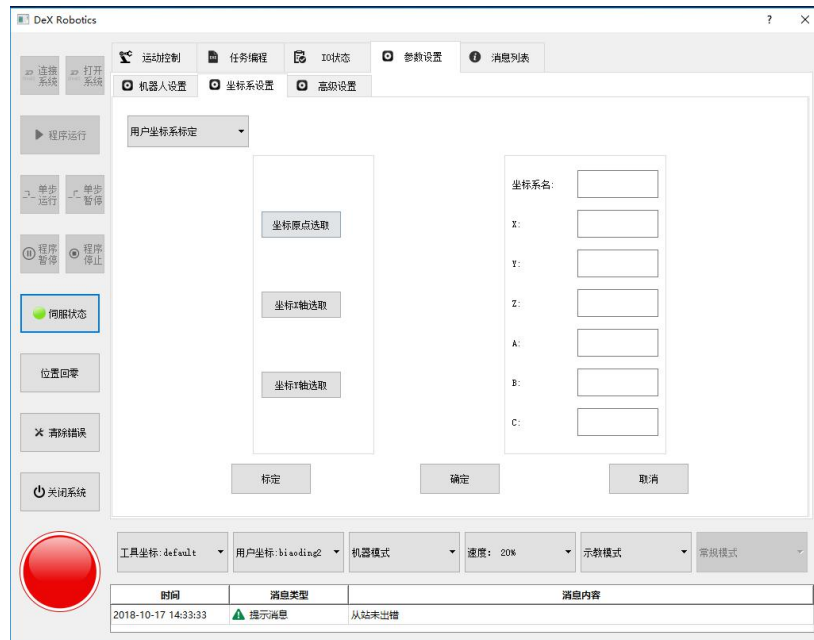 DeX Robotics
? ×
连接系统 打开系统
程序运行
单步运行 单步暂停
程序暂停 程序停止
伺服状态
位置回零
清除错误
关闭系统
运动控制 任务编程 IO状态 参数设置 消息列表
机器人设置 坐标系设置 高级设置
用户坐标系标定
坐标原点选取
坐标X轴选取
坐标Y轴选取
坐标系名:
X:
Y:
Z:
A:
B:
C:
标定 确定 取消
工具坐标:default 用户坐标:biaoding2 机器模式 速度: 20% 示教模式 常规模式
时间 消息类型 消息内容
2018-10-17 14:33:33 提示消息 从站未出错